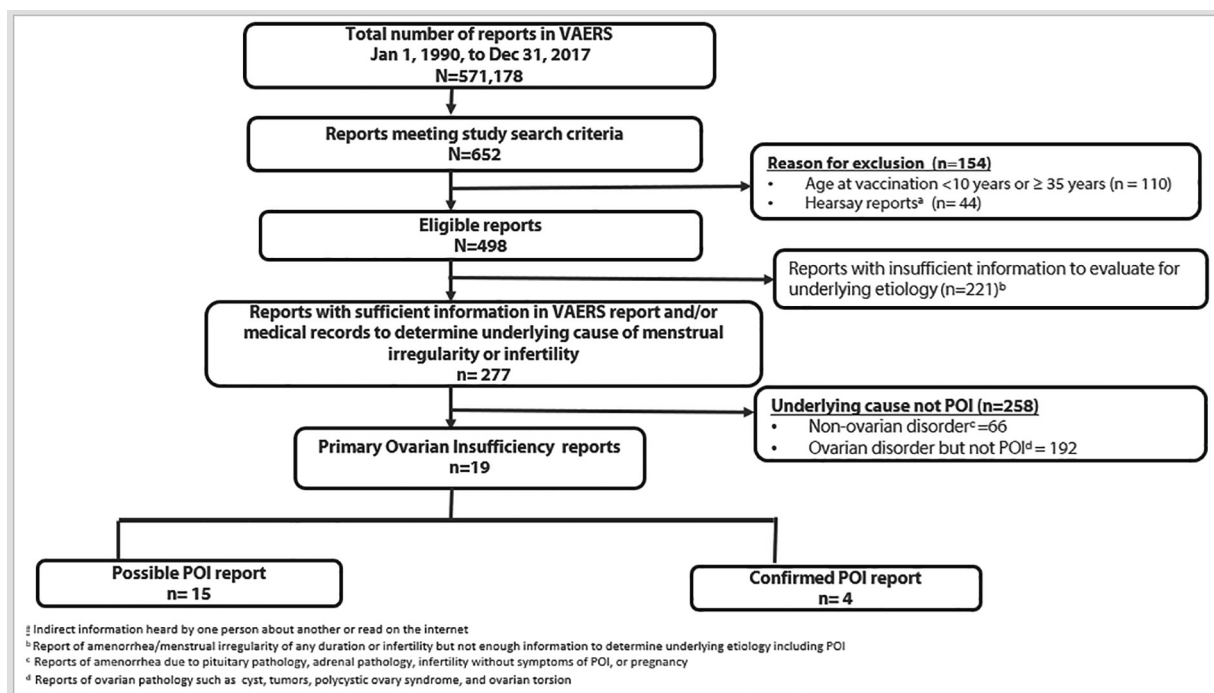 Total number of reports in VAERS
Jan 1, 1990, to Dec 31, 2017
N=571,178
Reports meeting study search criteria
N=652
Reason for exclusion (n=154)
• Age at vaccination <10 years or ≥ 35 years (n = 110)
• Hearsay reportsᵃ (n= 44)
Eligible reports
N=498
Reports with insufficient information to evaluate for
underlying etiology (n=221)ᵇ
Reports with sufficient information in VAERS report and/or
medical records to determine underlying cause of menstrual
irregularity or infertility
n= 277
Underlying cause not POI (n=258)
• Non-ovarian disorderᶜ =66
• Ovarian disorder but not POIᵈ = 192
Primary Ovarian Insufficiency reports
n=19
Possible POI report
n= 15
Confirmed POI report
n= 4
ᵃ Indirect information heard by one person about another or read on the internet
ᵇ Report of amenorrhea/menstrual irregularity of any duration or infertility but not enough information to determine underlying etiology including POI
ᶜ Reports of amenorrhea due to pituitary pathology, adrenal pathology, infertility without symptoms of POI, or pregnancy
ᵈ Reports of ovarian pathology such as cyst, tumors, polycystic ovary syndrome, and ovarian torsion